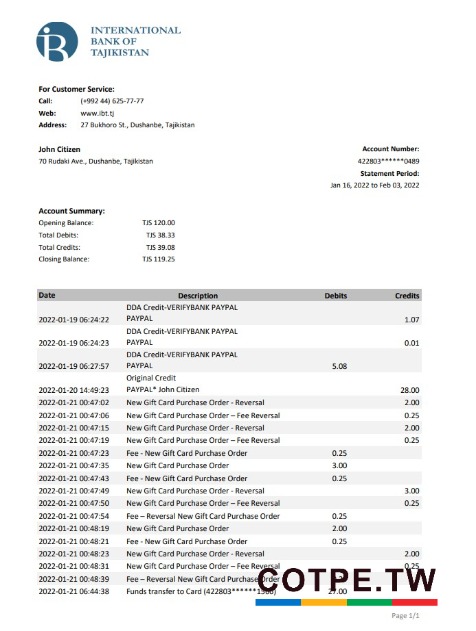 INTERNATIONAL
BANK OF
TAJIKISTAN
For Customer Service:
Call: (+992 44) 625-77-77
Web: www.ibt.tj
Address: 27 Bukhoro St., Dushanbe, Tajikistan
John Citizen Account Number:
70 Rudaki Ave., Dushanbe, Tajikistan 422803******0489
Statement Period:
Jan 16, 2022 to Feb 03, 2022
Account Summary:
Opening Balance: TJS 120.00
Total Debits: TJS 38.33
Total Credits: TJS 39.08
Closing Balance: TJS 119.25
Date Description Debits Credits
DDA Credit-VERIFYBANK PAYPAL
2022-01-19 06:24:22 PAYPAL 1.07
DDA Credit-VERIFYBANK PAYPAL
2022-01-19 06:24:23 PAYPAL 0.01
DDA Credit-VERIFYBANK PAYPAL
2022-01-19 06:27:57 PAYPAL 5.08
Original Credit
2022-01-20 14:49:23 PAYPAL* John Citizen 28.00
2022-01-21 00:47:02 New Gift Card Purchase Order - Reversal 2.00
2022-01-21 00:47:06 New Gift Card Purchase Order – Fee Reversal 0.25
2022-01-21 00:47:15 New Gift Card Purchase Order - Reversal 2.00
2022-01-21 00:47:19 New Gift Card Purchase Order – Fee Reversal 0.25
2022-01-21 00:47:23 Fee - New Gift Card Purchase Order 0.25
2022-01-21 00:47:35 New Gift Card Purchase Order 3.00
2022-01-21 00:47:43 Fee - New Gift Card Purchase Order 0.25
2022-01-21 00:47:49 New Gift Card Purchase Order - Reversal 3.00
2022-01-21 00:47:50 New Gift Card Purchase Order – Fee Reversal 0.25
2022-01-21 00:47:54 Fee – Reversal New Gift Card Purchase Order 0.25
2022-01-21 00:48:19 New Gift Card Purchase Order 2.00
2022-01-21 00:48:21 Fee - New Gift Card Purchase Order 0.25
2022-01-21 00:48:23 New Gift Card Purchase Order - Reversal 2.00
2022-01-21 00:48:31 New Gift Card Purchase Order – Fee Reversal 0.25
2022-01-21 00:48:39 Fee – Reversal New Gift Card Purchase Order
2022-01-21 06:44:38 Funds transfer to Card 27.00
COTPE.TW
Page 1/1